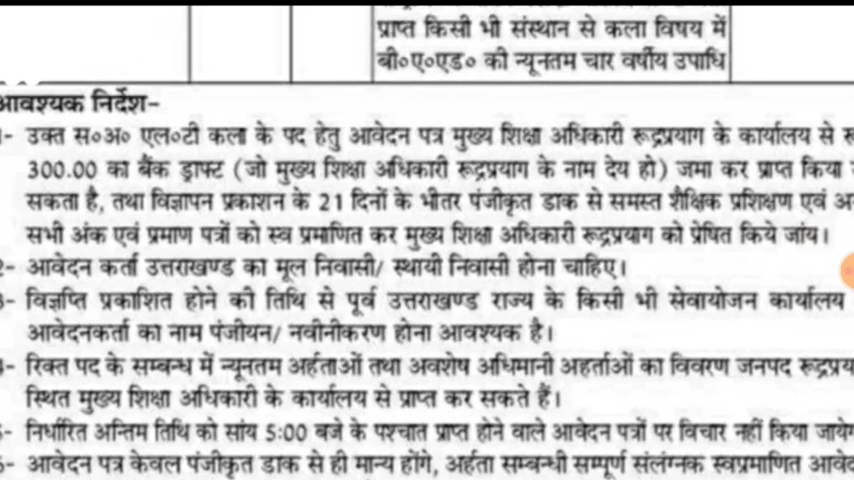 प्राप्त किसी भी संस्थान से कला विषय में
बी०ए०एड० की न्यूनतम चार वर्षीय उपाधि
आवश्यक निर्देश-
उक्त स०अ० एल०टी कला के पद हेतु आवेदन पत्र मुख्य शिक्षा अधिकारी रूद्रप्रयाग के कार्यालय से
300.00 का बैंक ड्राफ्ट (जो मुख्य शिक्षा अधिकारी रूद्रप्रयाग के नाम देय हो) जमा कर प्राप्त किया
सकता है, तथा विज्ञापन प्रकाशन के 21 दिनों के भीतर पंजीकृत डाक से समस्त शैक्षिक प्रशिक्षण एवं
सभी अंक एवं प्रमाण पत्रों को स्व प्रमाणित कर मुख्य शिक्षा अधिकारी रूद्रप्रयाग को प्रेषित किये जांय।
- आवेदन कर्ता उत्तराखण्ड का मूल निवासी/ स्थायी निवासी होना चाहिए।
- विज्ञप्ति प्रकाशित होने की तिथि से पूर्व उत्तराखण्ड राज्य के किसी भी सेवायोजन कार्यालय
आवेदनकर्ता का नाम पंजीयन/ नवीनीकरण होना आवश्यक है।
- रिक्त पद के सम्बन्ध में न्यूनतम अर्हताओं तथा अवशेष अधिमानी अहर्ताओं का विवरण जनपद रूद्रप्रय
स्थित मुख्य शिक्षा अधिकारी के कार्यालय से प्राप्त कर सकते हैं।
- निर्धारित अन्तिम तिथि को सांय 5:00 बजे के पश्चात प्राप्त होने वाले आवेदन पत्रों पर विचार नहीं किया जायेग
- आवेदन पत्र केवल पंजीकृत डाक से ही मान्य होंगे, अर्हता सम्बन्धी सम्पूर्ण संलग्नक स्वप्रमाणित आवेद